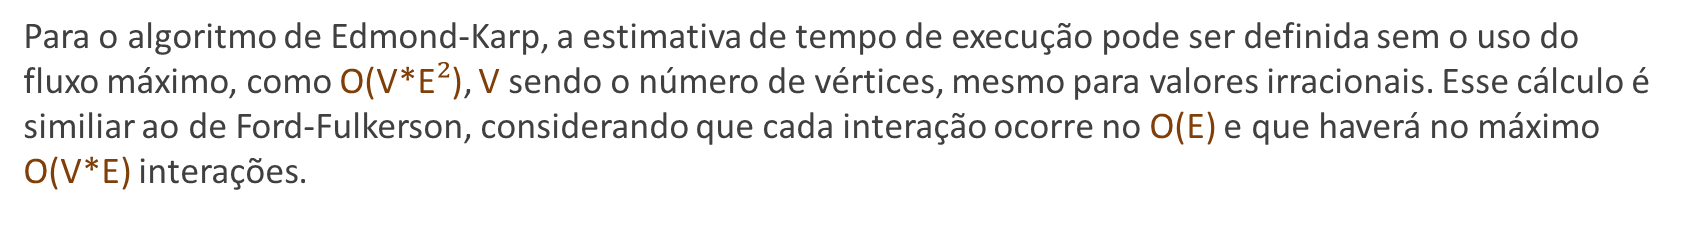 Para o algoritmo de Edmond-Karp, a estimativa de tempo de execução pode ser definida sem o uso do
fluxo máximo, como O(V*E²), V sendo o número de vértices, mesmo para valores irracionais. Esse cálculo é
similiar ao de Ford-Fulkerson, considerando que cada interação ocorre no O(E) e que haverá no máximo
O(V*E) interações.